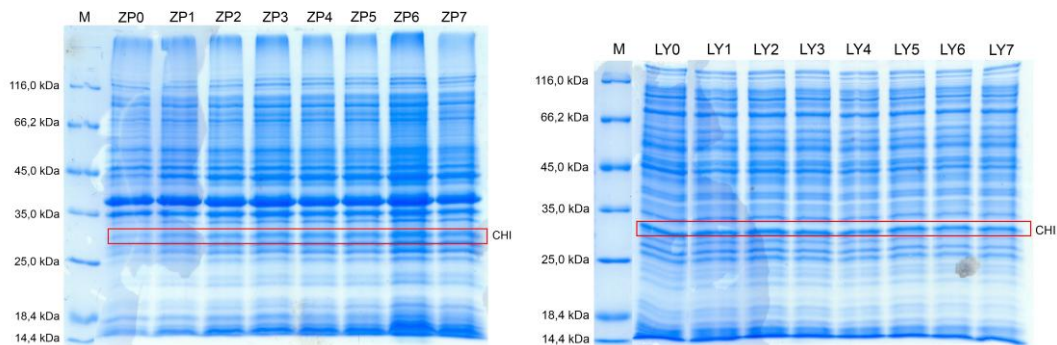 M ZP0 ZP1 ZP2 ZP3 ZP4 ZP5 ZP6 ZP7
116,0 kDa
66,2 kDa
45,0 kDa
35,0 kDa
CHI
25,0 kDa
18,4 kDa
14,4 kDa
M LY0 LY1 LY2 LY3 LY4 LY5 LY6 LY7
116,0 kDa
66,2 kDa
45,0 kDa
35,0 kDa
CHI
25,0 kDa
18,4 kDa
14,4 kDa